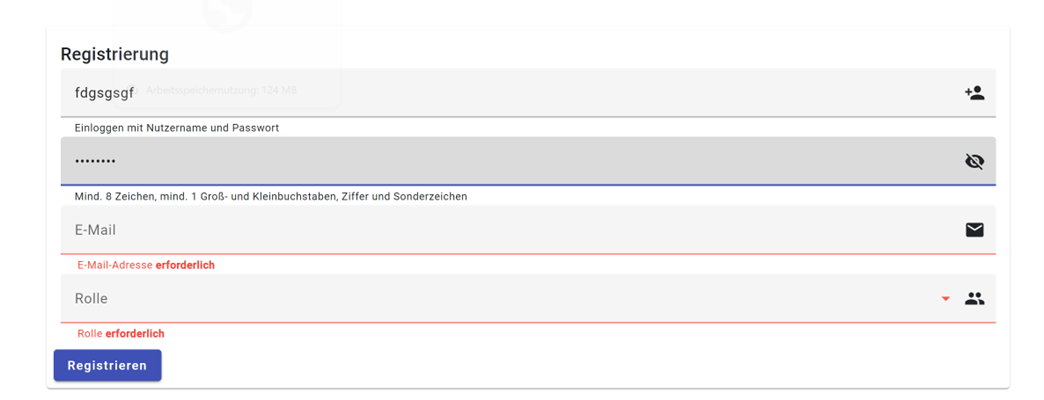 Registrierung
fdgsgsgf
Arbeitsspeichernutzung: 124 MB
Einloggen mit Nutzername und Passwort
••••••••
Mind. 8 Zeichen, mind. 1 Groß- und Kleinbuchstaben, Ziffer und Sonderzeichen
E-Mail
E-Mail-Adresse erforderlich
Rolle
Rolle erforderlich
Registrieren